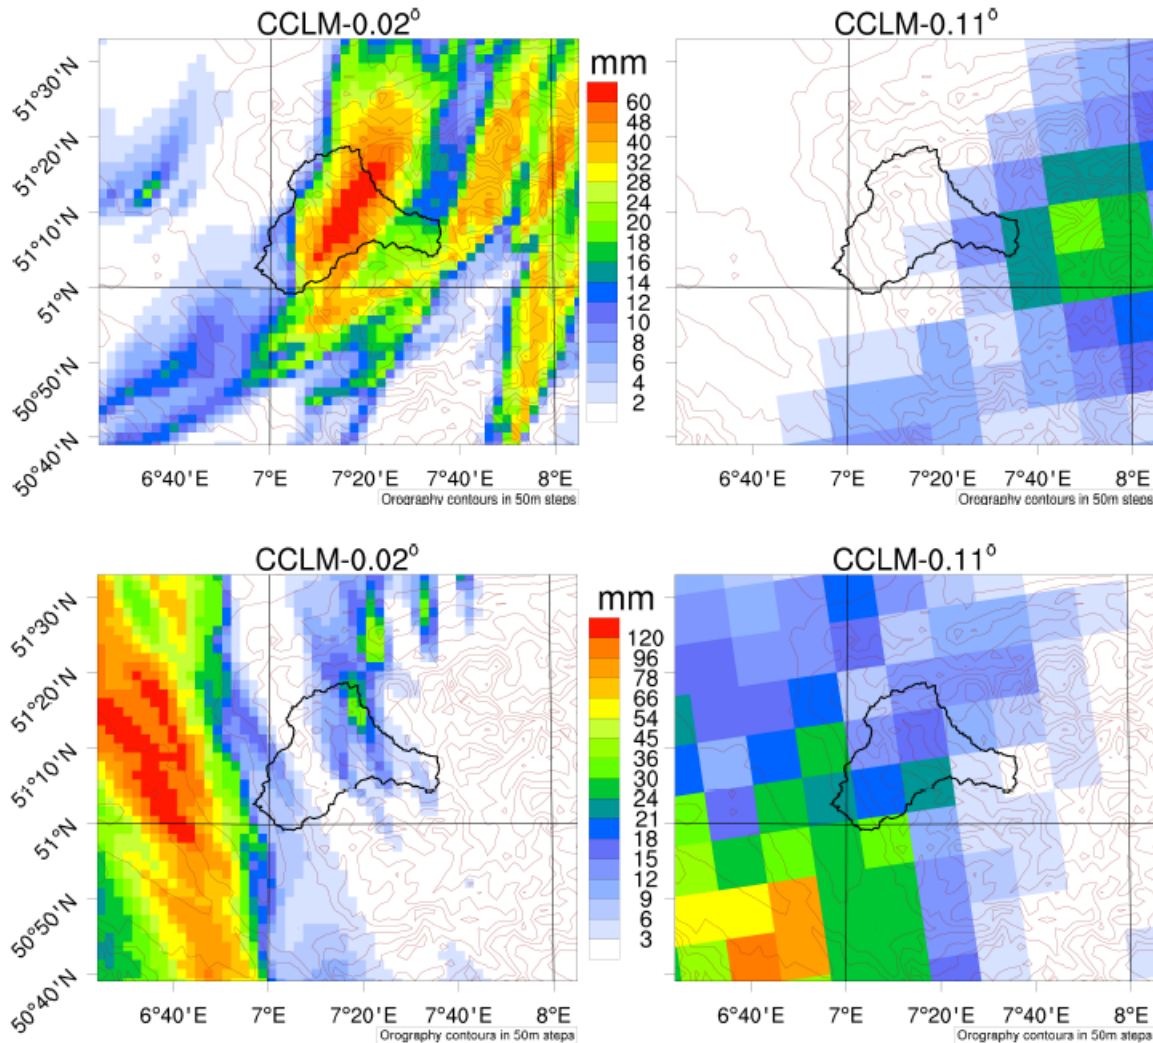 CCLM-0.02° CCLM-0.11°
51°30'N
51°20'N
51°10'N
51°N
50°50'N
50°40'N
mm
60
48
40
32
28
24
20
18
16
14
12
10
8
6
4
2
6°40'E 7°E 7°20'E 7°40'E 8°E
6°40'E 7°E 7°20'E 7°40'E 8°E
Orography contours in 50m steps
Orography contours in 50m steps
CCLM-0.02° CCLM-0.11°
51°30'N
51°20'N
51°10'N
51°N
50°50'N
50°40'N
mm
120
96
78
66
54
45
36
30
24
21
18
15
12
9
6
3
6°40'E 7°E 7°20'E 7°40'E 8°E
6°40'E 7°E 7°20'E 7°40'E 8°E
Orography contours in 50m steps
Orography contours in 50m steps